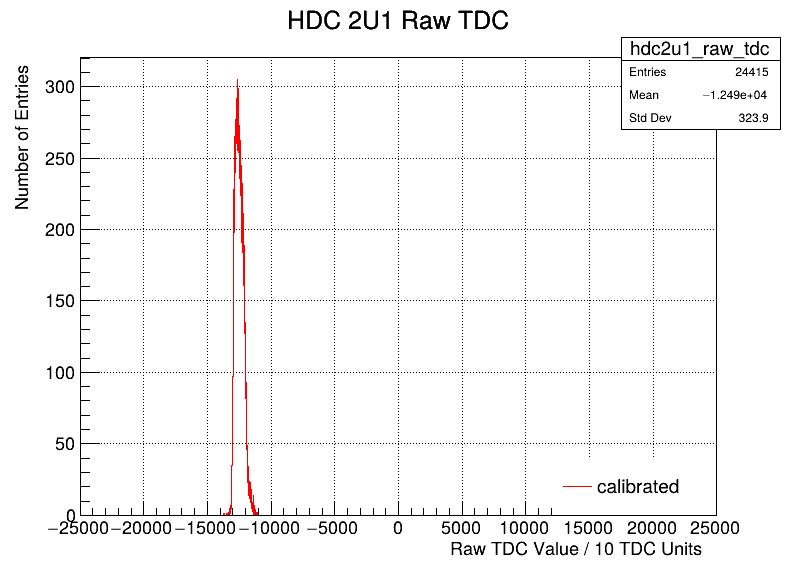 HDC 2U1 Raw TDC
hdc2u1_raw_tdc
Entries 24415
Mean −1.249e+04
Std Dev 323.9
Number of Entries
300
250
200
150
100
50
0
−25000 −20000 −15000 −10000 −5000 0 5000 10000 15000 20000 25000
calibrated
Raw TDC Value / 10 TDC Units